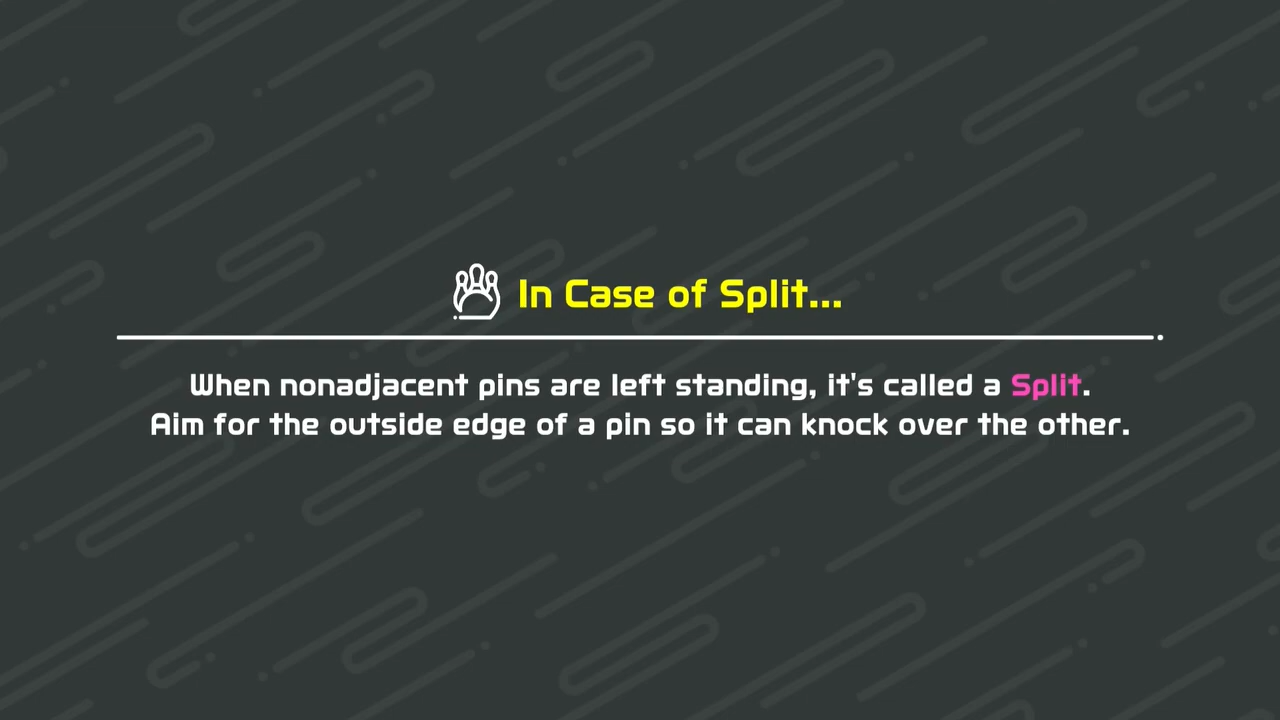 In Case of Split...
When nonadjacent pins are left standing, it's called a Split.
Aim for the outside edge of a pin so it can knock over the other.